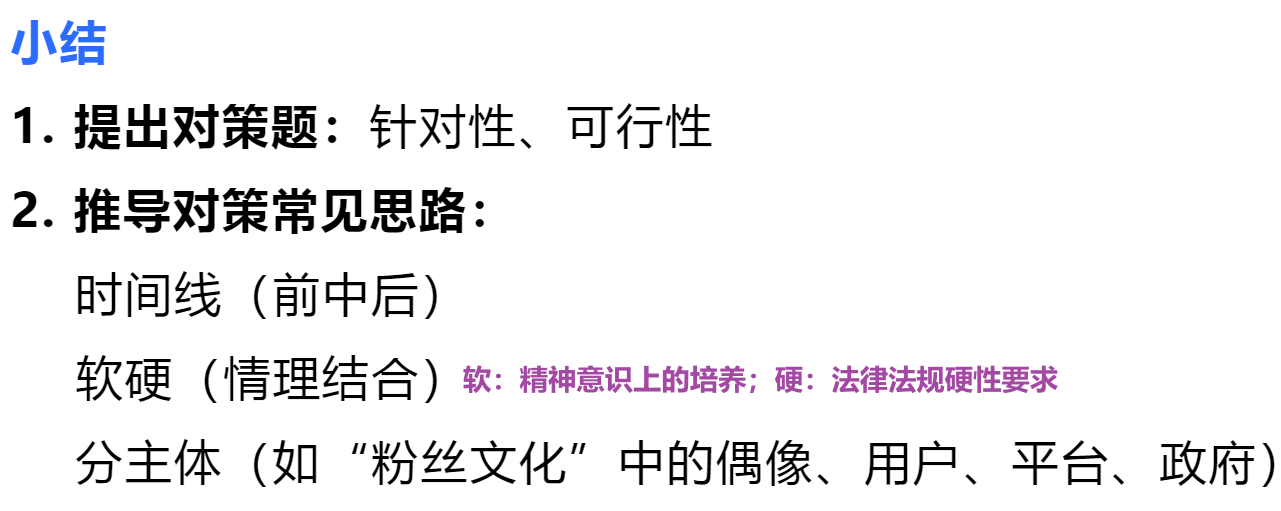 小结
1. 提出对策题：针对性、可行性
2. 推导对策常见思路：
时间线（前中后）
软硬（情理结合）软：精神意识上的培养；硬：法律法规硬性要求
分主体（如“粉丝文化”中的偶像、用户、平台、政府）